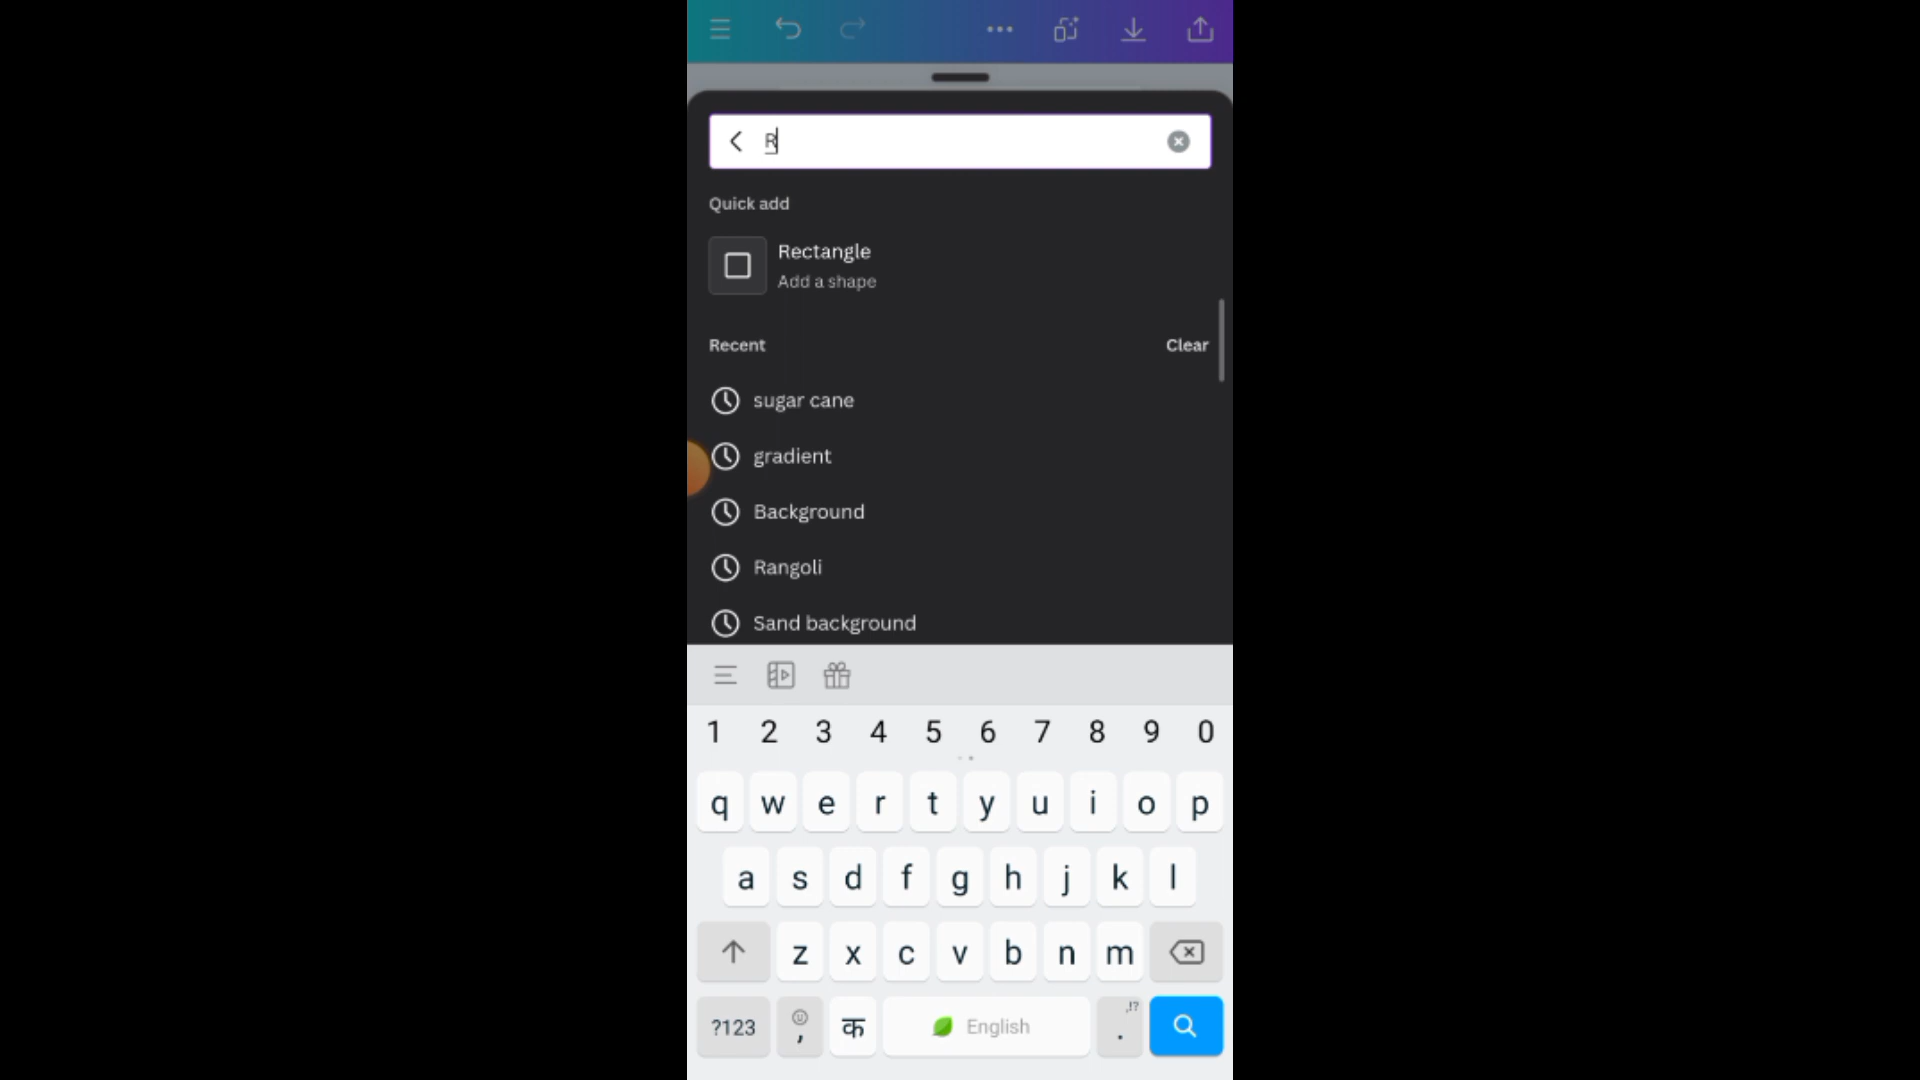 R
Quick add
Rectangle
Add a shape
Recent Clear
sugar cane
gradient
Background
Rangoli
Sand background
1 2 3 4 5 6 7 8 9 0
q w e r t y u i o p
a s d f g h j k l
z x c v b n m
?123 , क English . ,!?